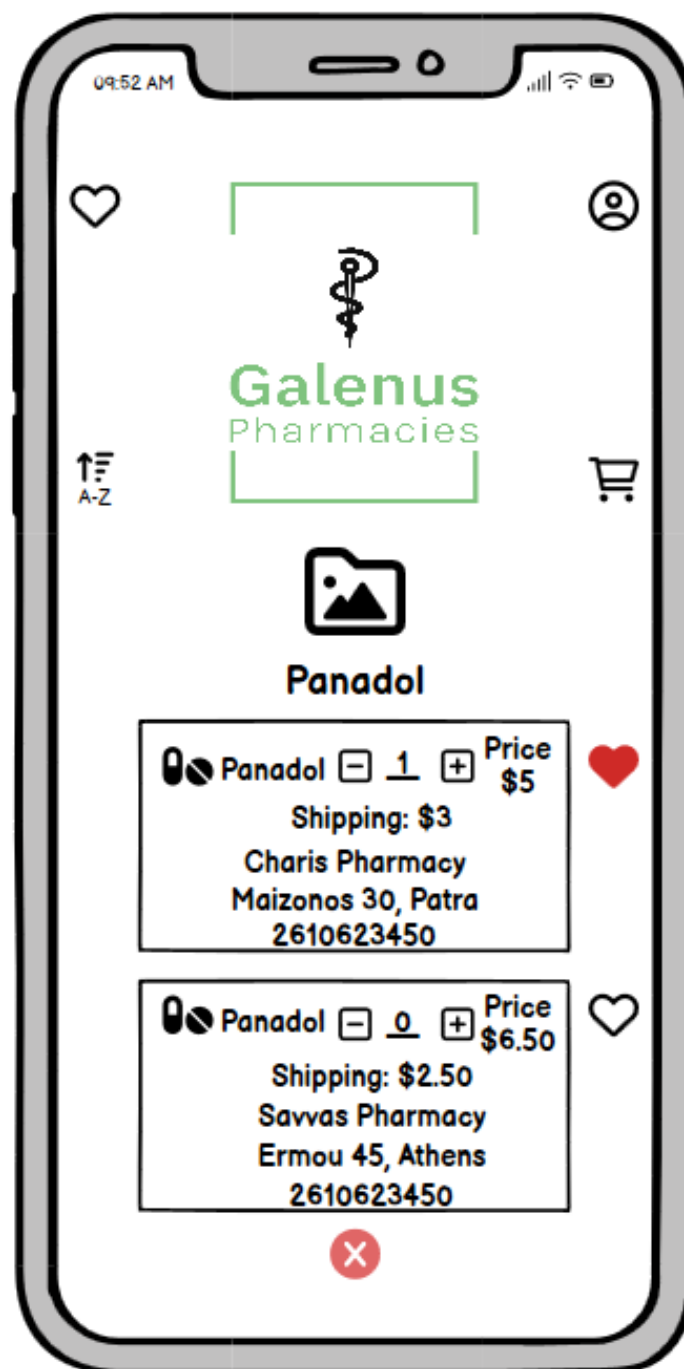 09:52 AM
Galenus
Pharmacies
A-Z
Panadol
Panadol 1 Price
$5
Shipping: $3
Charis Pharmacy
Maizonos 30, Patra
2610623450
Panadol 0 Price
$6.50
Shipping: $2.50
Savvas Pharmacy
Ermou 45, Athens
2610623450